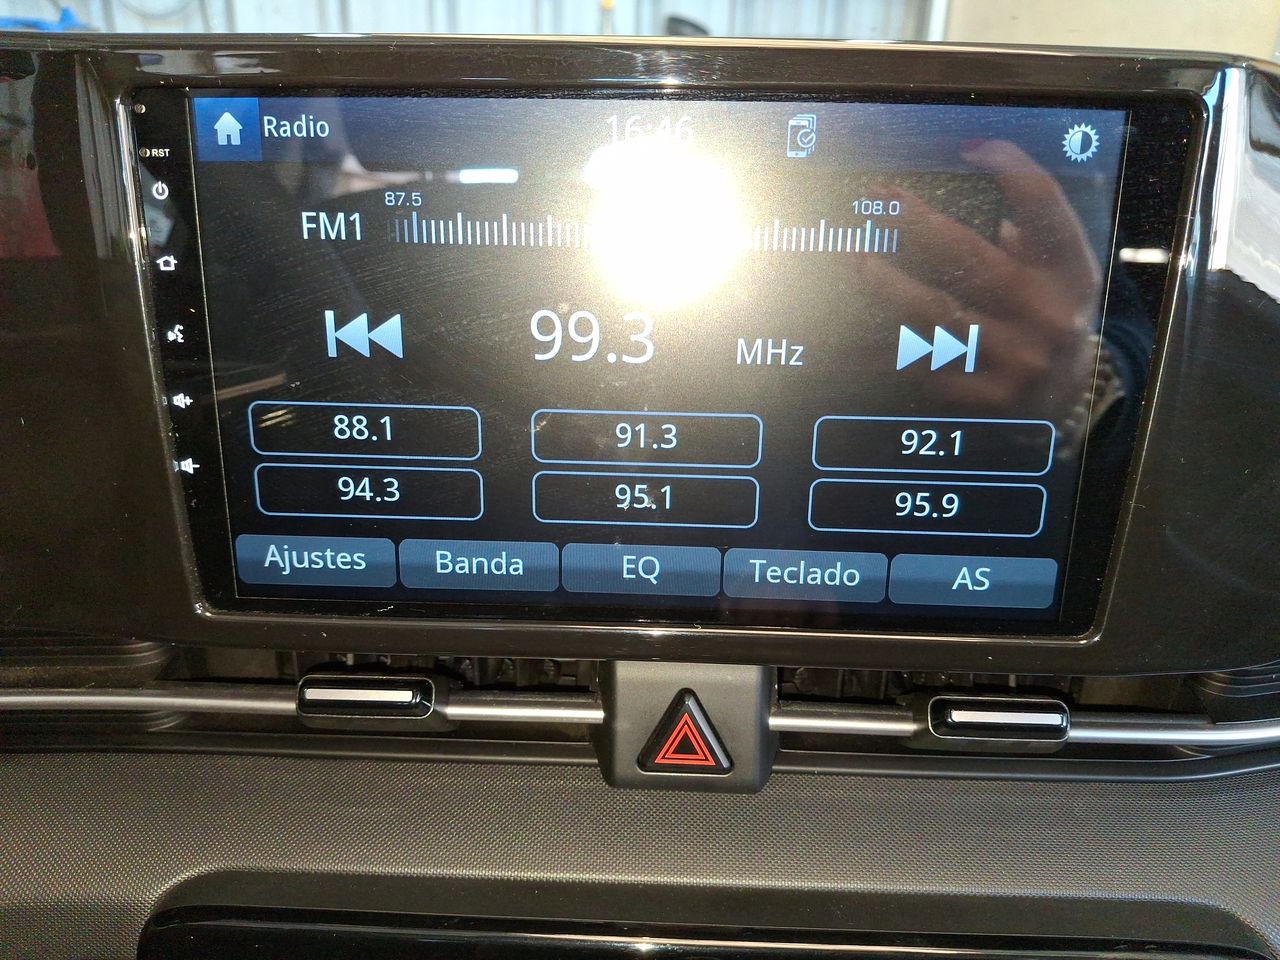 Radio
16:46
RST
87.5
108.0
FM1
99.3 MHz
88.1
91.3
92.1
94.3
95.1
95.9
Ajustes
Banda
EQ
Teclado
AS